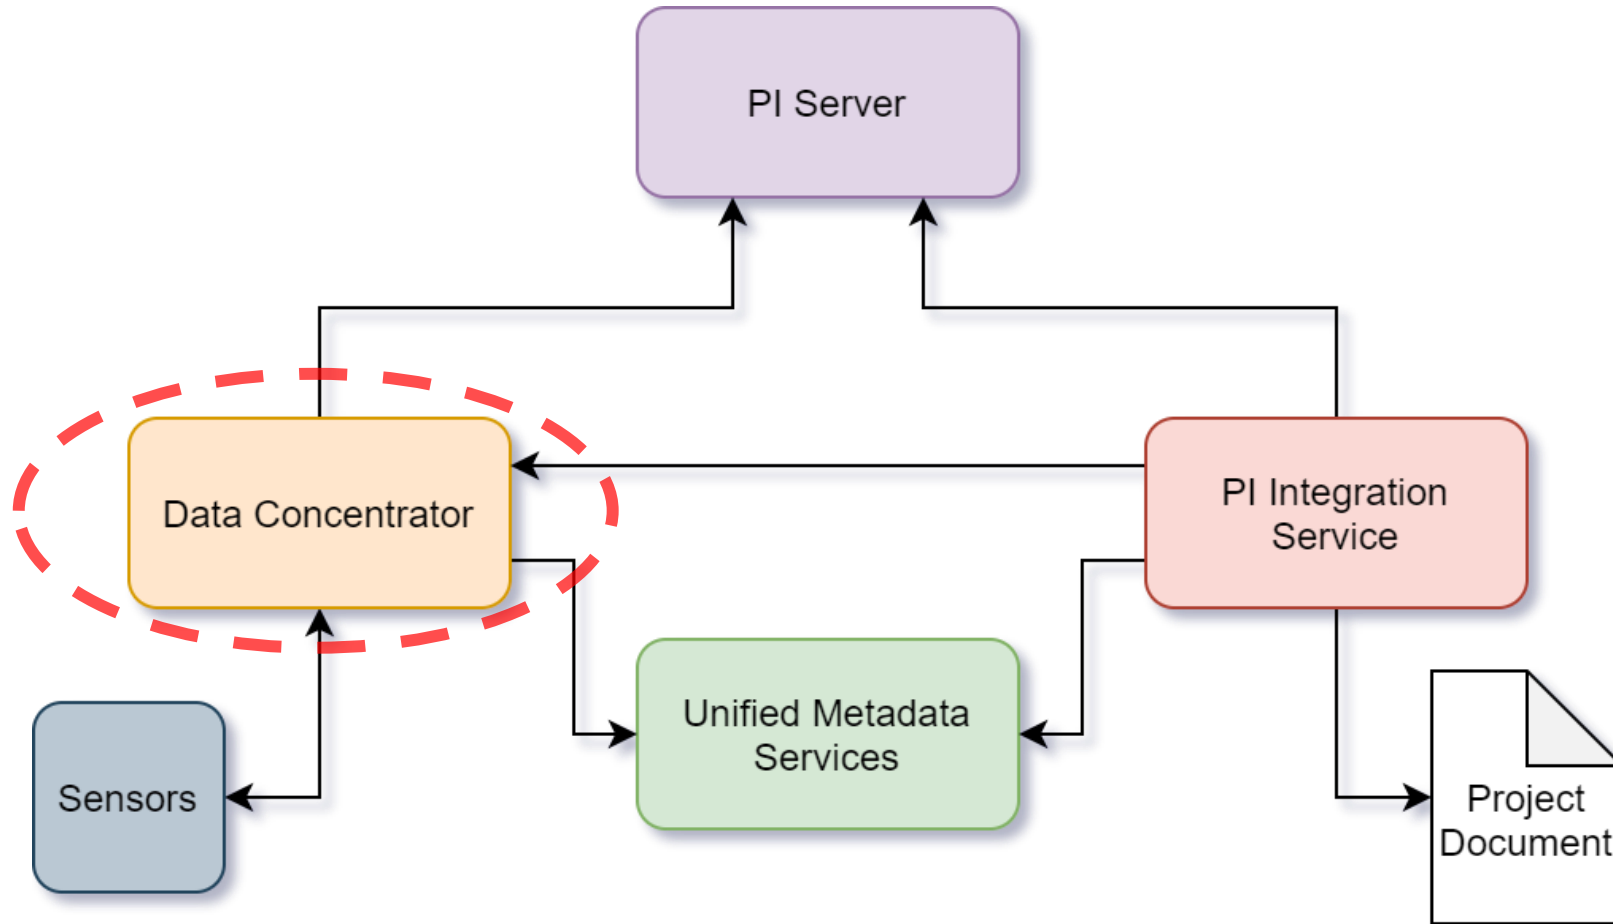 PI Server
Data Concentrator
PI Integration
Service
Unified Metadata
Services
Sensors
Project
Document